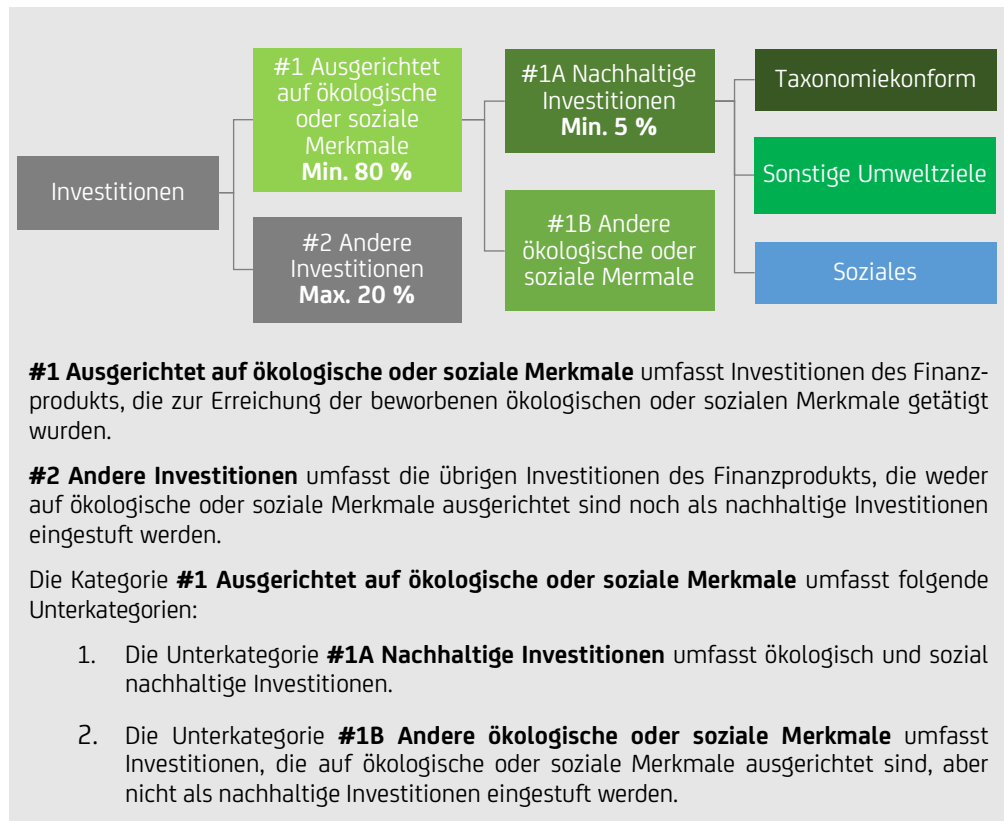 #1 Ausgerichtet
auf ökologische
oder soziale
Merkmale
Min. 80 %
#1A Nachhaltige
Investitionen
Min. 5 %
Taxonomiekonform
Investitionen
Sonstige Umweltziele
#2 Andere
Investitionen
Max. 20 %
#1B Andere
ökologische oder
soziale Mermale
Soziales
#1 Ausgerichtet auf ökologische oder soziale Merkmale umfasst Investitionen des Finanz-
produkts, die zur Erreichung der beworbenen ökologischen oder sozialen Merkmale getätigt
wurden.
#2 Andere Investitionen umfasst die übrigen Investitionen des Finanzprodukts, die weder
auf ökologische oder soziale Merkmale ausgerichtet sind noch als nachhaltige Investitionen
eingestuft werden.
Die Kategorie #1 Ausgerichtet auf ökologische oder soziale Merkmale umfasst folgende
Unterkategorien:
1. Die Unterkategorie #1A Nachhaltige Investitionen umfasst ökologisch und sozial
nachhaltige Investitionen.
2. Die Unterkategorie #1B Andere ökologische oder soziale Merkmale umfasst
Investitionen, die auf ökologische oder soziale Merkmale ausgerichtet sind, aber
nicht als nachhaltige Investitionen eingestuft werden.